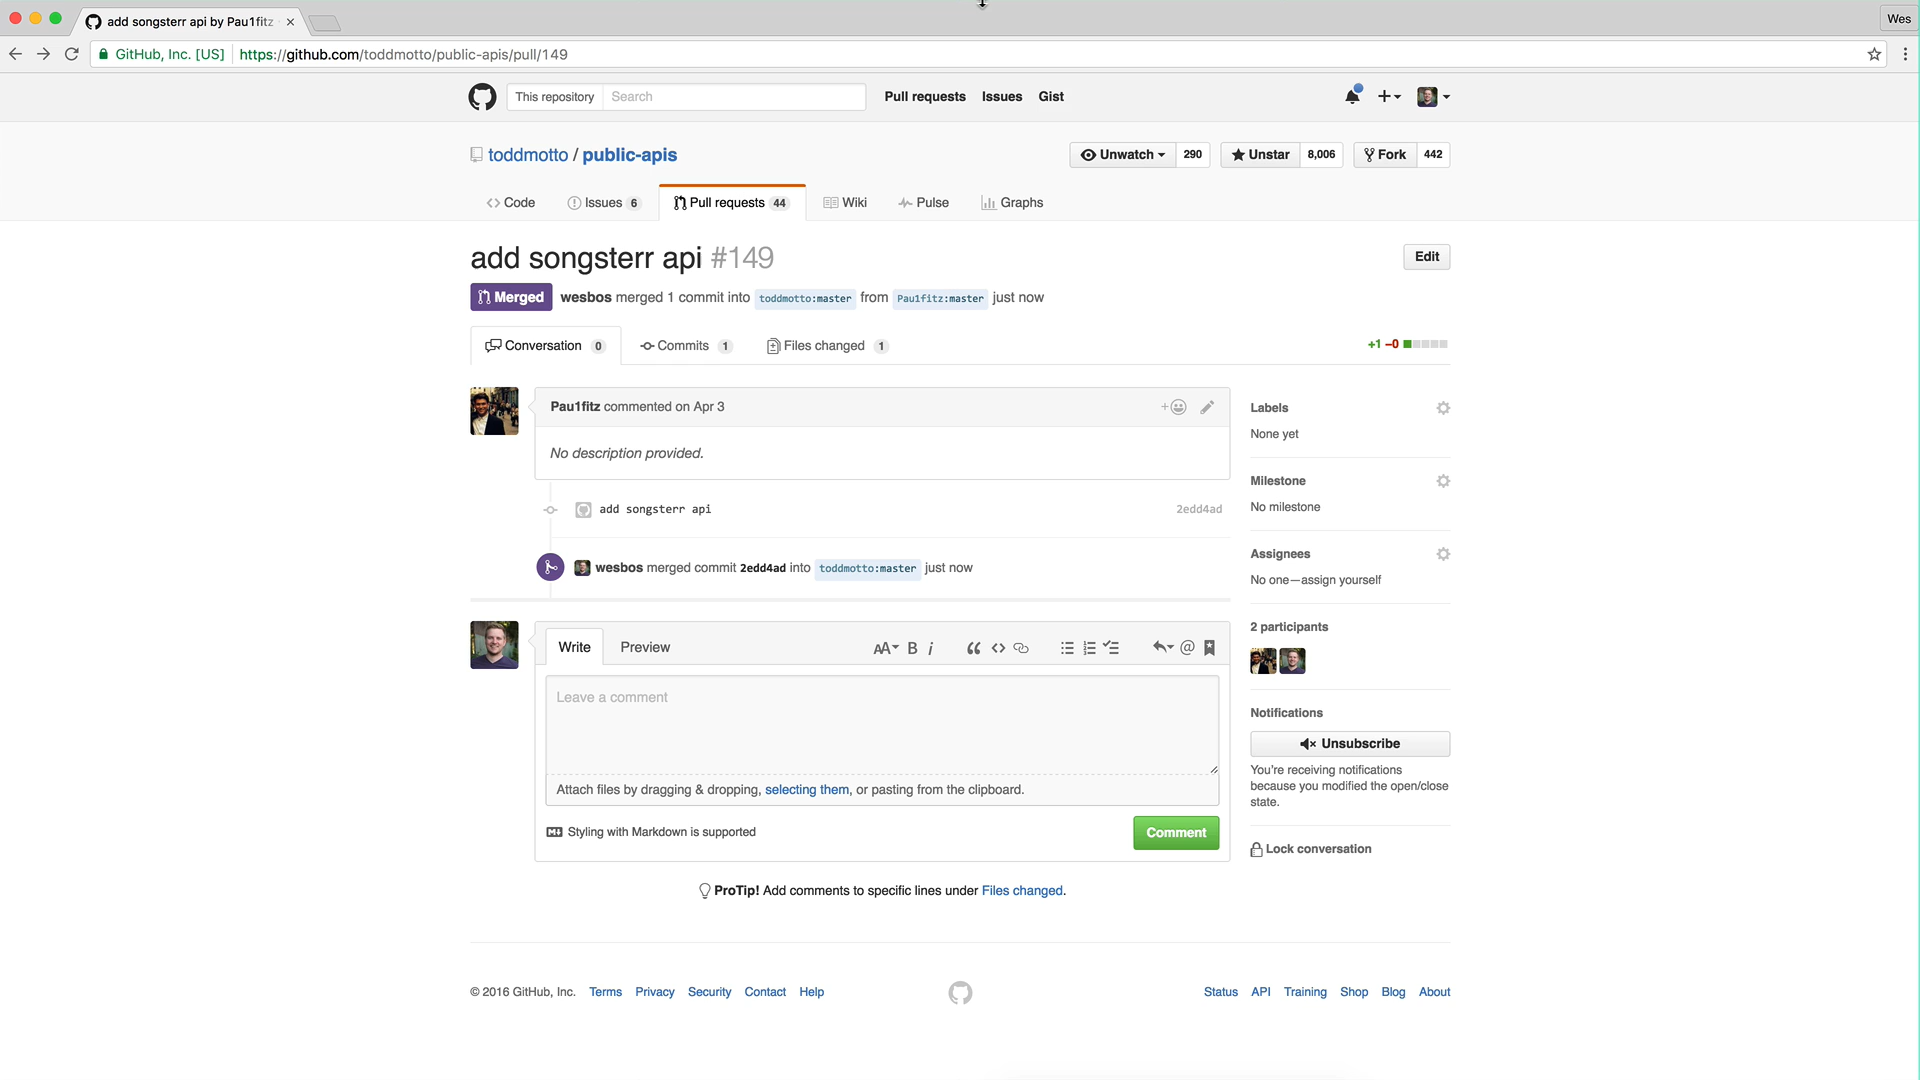 add songsterr api by Pau1fitz
Wes
GitHub, Inc. [US] https://github.com/toddmotto/public-apis/pull/149
This repository Search Pull requests Issues Gist
toddmotto / public-apis Unwatch 290 Unstar 8,006 Fork 442
Code Issues 6 Pull requests 44 Wiki Pulse Graphs
add songsterr api #149 Edit
Merged wesbos merged 1 commit into toddmotto:master from Pau1fitz:master just now
Conversation 0 Commits 1 Files changed 1 +1 −0
Pau1fitz commented on Apr 3
No description provided.
add songsterr api 2edd4ad
wesbos merged commit 2edd4ad into toddmotto:master just now
Write Preview AA B i
Leave a comment
Attach files by dragging & dropping, selecting them, or pasting from the clipboard.
Styling with Markdown is supported Comment
ProTip! Add comments to specific lines under Files changed.
Labels
None yet
Milestone
No milestone
Assignees
No one—assign yourself
2 participants
Notifications
Unsubscribe
You're receiving notifications
because you modified the open/close
state.
Lock conversation
© 2016 GitHub, Inc. Terms Privacy Security Contact Help Status API Training Shop Blog About